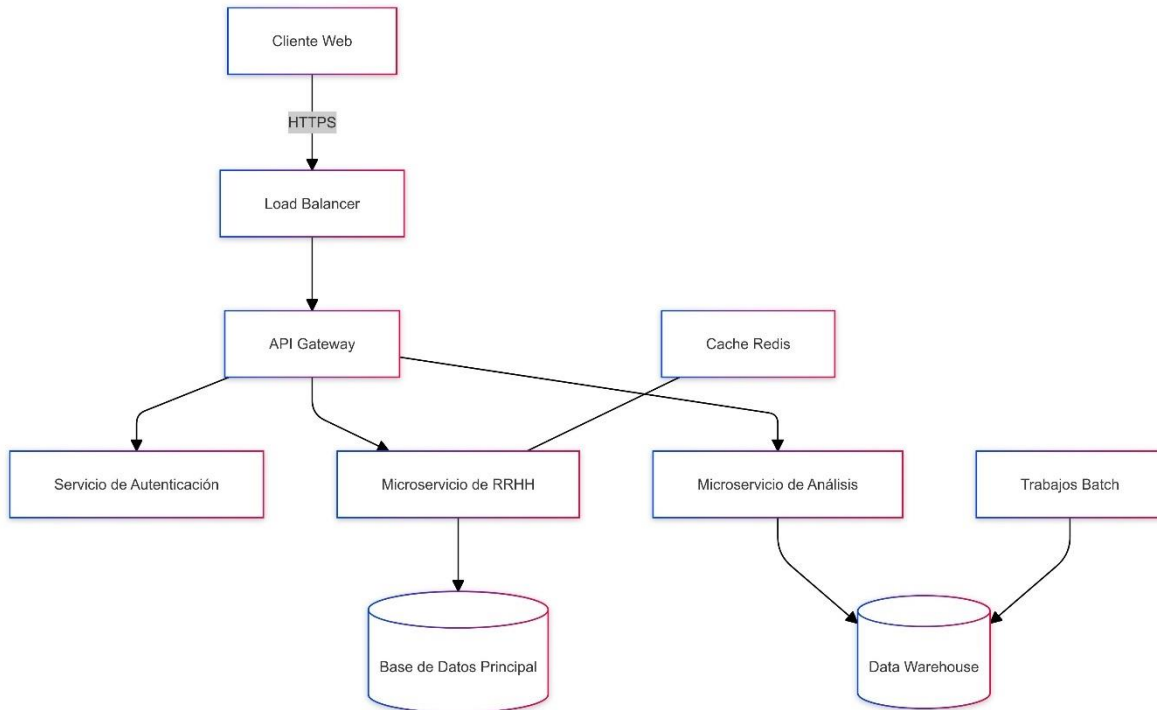 Cliente Web
HTTPS
Load Balancer
API Gateway
Cache Redis
Servicio de Autenticación
Microservicio de RRHH
Microservicio de Análisis
Trabajos Batch
Base de Datos Principal
Data Warehouse